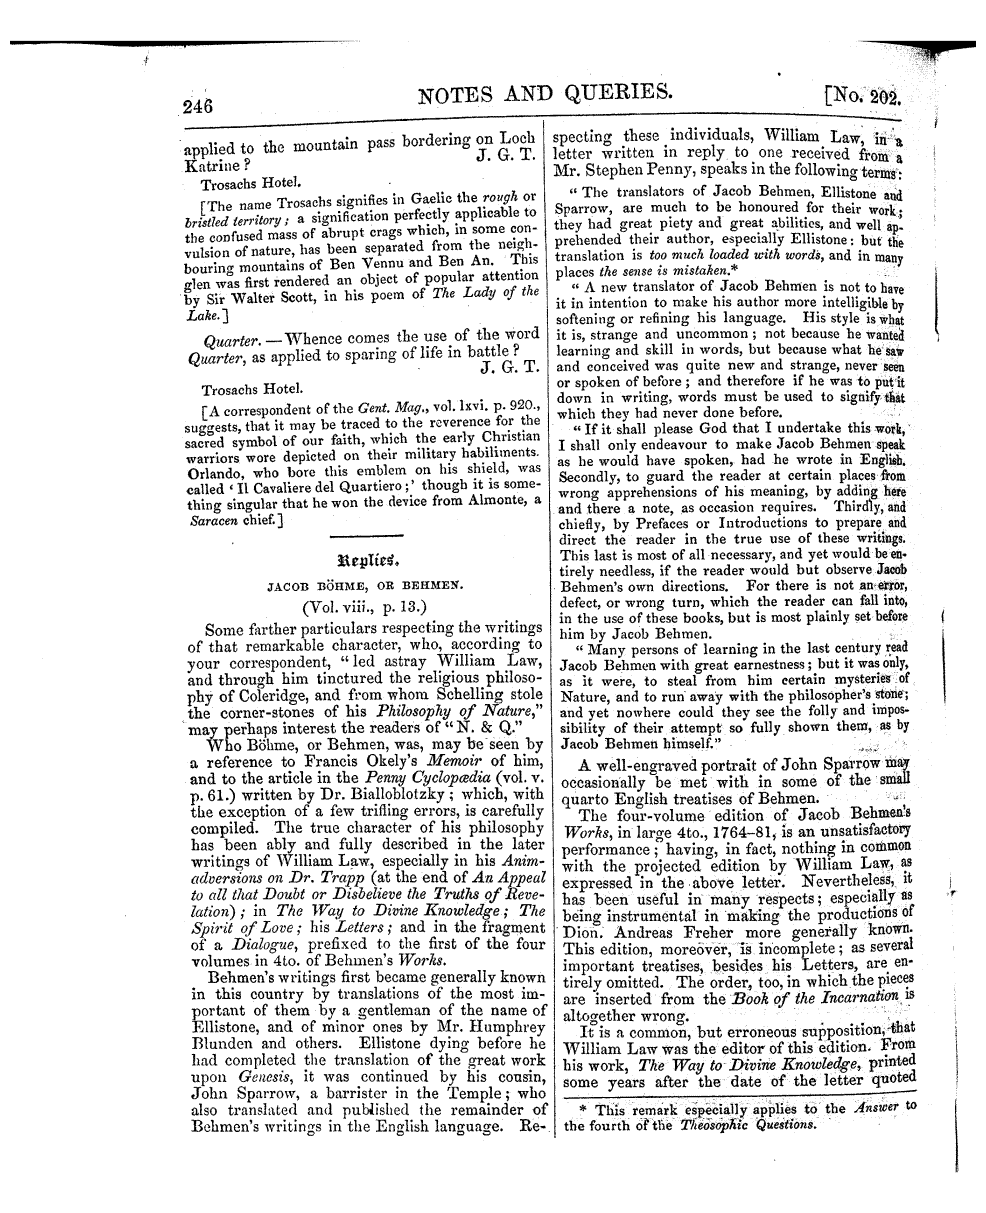 246
NOTES AND QUERIES.
[No. 202.
applied to the mountain pass bordering on Loch
Katrine?
J. G. T.
Trosachs Hotel.
[The name Trosachs signifies in Gaelic the rough or
bristled territory; a signification perfectly applicable to
the confused mass of abrupt crags which, in some con-
vulsion of nature, has been separated from the neigh-
bouring mountains of Ben Vennu and Ben An. This
glen was first rendered an object of popular attention
by Sir Walter Scott, in his poem of The Lady of the
Lake.]
Quarter. — Whence comes the use of the word
Quarter, as applied to sparing of life in battle?
J. G. T.
Trosachs Hotel.
[A correspondent of the Gent. Mag., vol. lxvi. p. 920.,
suggests, that it may be traced to the reverence for the
sacred symbol of our faith, which the early Christian
warriors wore depicted on their military habiliments.
Orlando, who bore this emblem on his shield, was
called ‘Il Cavaliere del Quartiero;’ though it is some-
thing singular that he won the device from Almonte, a
Saracen chief.]
Replies.
JACOB BÖHME, OR BEHMEN.
(Vol. viii., p. 13.)
Some farther particulars respecting the writings
of that remarkable character, who, according to
your correspondent, “led astray William Law,
and through him tinctured the religious philoso-
phy of Coleridge, and from whom Schelling stole
the corner-stones of his Philosophy of Nature,”
may perhaps interest the readers of “N. & Q.”
Who Böhme, or Behmen, was, may be seen by
a reference to Francis Okely's Memoir of him,
and to the article in the Penny Cyclopædia (vol. v.
p. 61.) written by Dr. Bialloblotzky; which, with
the exception of a few trifling errors, is carefully
compiled. The true character of his philosophy
has been ably and fully described in the later
writings of William Law, especially in his Anim-
adversions on Dr. Trapp (at the end of An Appeal
to all that Doubt or Disbelieve the Truths of Reve-
lation); in The Way to Divine Knowledge; The
Spirit of Love; his Letters; and in the fragment
of a Dialogue, prefixed to the first of the four
volumes in 4to. of Behmen's Works.
Behmen's writings first became generally known
in this country by translations of the most im-
portant of them by a gentleman of the name of
Ellistone, and of minor ones by Mr. Humphrey
Blunden and others. Ellistone dying before he
had completed the translation of the great work
upon Genesis, it was continued by his cousin,
John Sparrow, a barrister in the Temple; who
also translated and published the remainder of
Behmen's writings in the English language. Re-
specting these individuals, William Law, in a
letter written in reply to one received from a
Mr. Stephen Penny, speaks in the following terms:
“The translators of Jacob Behmen, Ellistone and
Sparrow, are much to be honoured for their work;
they had great piety and great abilities, and well ap-
prehended their author, especially Ellistone: but the
translation is too much loaded with words, and in many
places the sense is mistaken.*
“A new translator of Jacob Behmen is not to have
it in intention to make his author more intelligible by
softening or refining his language. His style is what
it is, strange and uncommon; not because he wanted
learning and skill in words, but because what he saw
and conceived was quite new and strange, never seen
or spoken of before; and therefore if he was to put it
down in writing, words must be used to signify that
which they had never done before.
“If it shall please God that I undertake this work,
I shall only endeavour to make Jacob Behmen speak
as he would have spoken, had he wrote in English.
Secondly, to guard the reader at certain places from
wrong apprehensions of his meaning, by adding here
and there a note, as occasion requires. Thirdly, and
chiefly, by Prefaces or Introductions to prepare and
direct the reader in the true use of these writings.
This last is most of all necessary, and yet would be en-
tirely needless, if the reader would but observe Jacob
Behmen's own directions. For there is not an error,
defect, or wrong turn, which the reader can fall into,
in the use of these books, but is most plainly set before
him by Jacob Behmen.
“Many persons of learning in the last century read
Jacob Behmen with great earnestness; but it was only,
as it were, to steal from him certain mysteries of
Nature, and to run away with the philosopher's stone;
and yet nowhere could they see the folly and impos-
sibility of their attempt so fully shown them, as by
Jacob Behmen himself.”
A well-engraved portrait of John Sparrow may
occasionally be met with in some of the small
quarto English treatises of Behmen.
The four-volume edition of Jacob Behmen's
Works, in large 4to., 1764–81, is an unsatisfactory
performance; having, in fact, nothing in common
with the projected edition by William Law, as
expressed in the above letter. Nevertheless, it
has been useful in many respects; especially as
being instrumental in making the productions of
Dion. Andreas Freher more generally known.
This edition, moreover, is incomplete; as several
important treatises, besides his Letters, are en-
tirely omitted. The order, too, in which the pieces
are inserted from the Book of the Incarnation is
altogether wrong.
It is a common, but erroneous supposition, that
William Law was the editor of this edition. From
his work, The Way to Divine Knowledge, printed
some years after the date of the letter quoted
* This remark especially applies to the Answer to
the fourth of the Theosophic Questions.